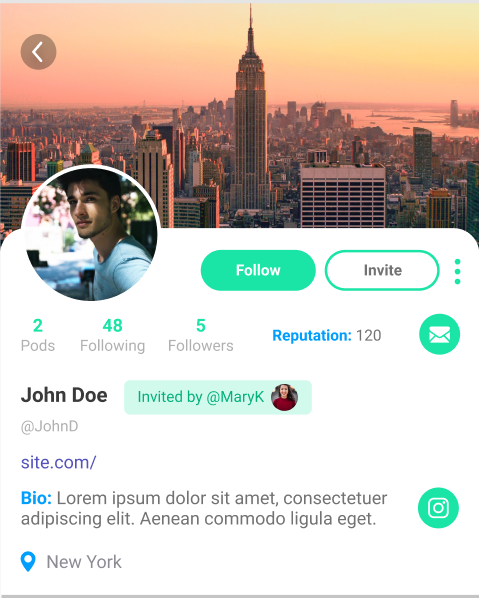 Follow
Invite
2
48
5
Pods
Following
Followers
Reputation: 120
John Doe
Invited by @MaryK
@JohnD
site.com/
Bio: Lorem ipsum dolor sit amet, consectetuer
adipiscing elit. Aenean commodo ligula eget.
New York